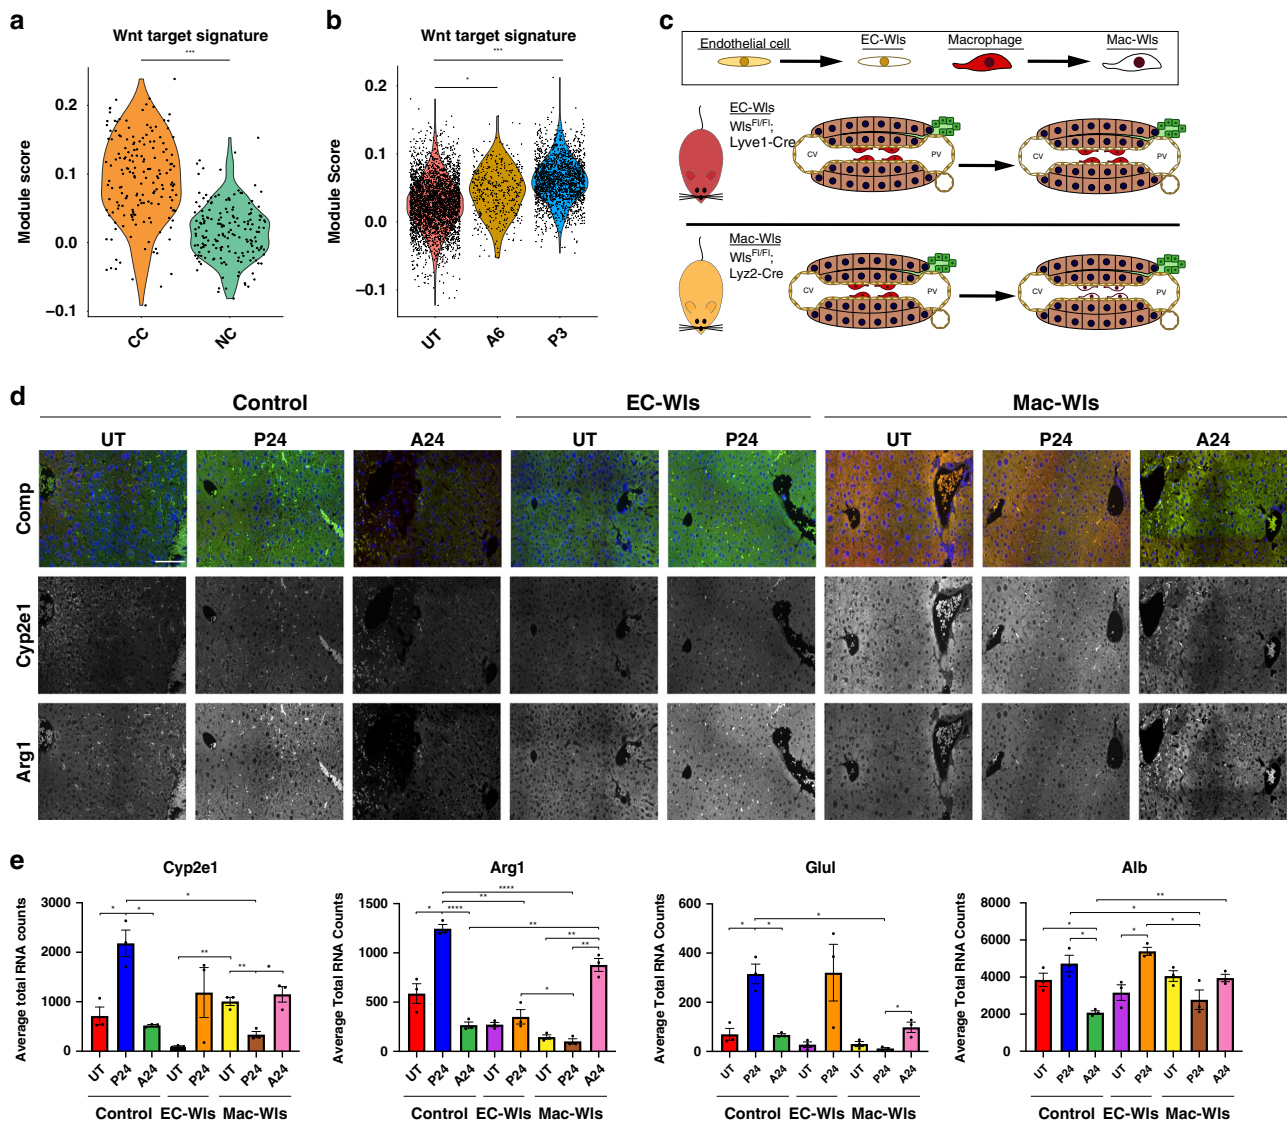 a
Wnt target signature
***
Module score
0.2
0.1
0.0
–0.1
CC
NC
b
Wnt target signature
***
*
Module Score
0.2
0.1
0.0
–0.1
UT
A6
P3
c
Endothelial cell
EC-Wls
Macrophage
Mac-Wls
EC-Wls
Wls^Fl/Fl;
Lyve1-Cre
CV
PV
CV
PV
Mac-Wls
Wls^Fl/Fl;
Lyz2-Cre
CV
PV
CV
PV
d
Control
EC-Wls
Mac-Wls
UT
P24
A24
UT
P24
UT
P24
A24
Comp
Cyp2e1
Arg1
e
Cyp2e1
Average total RNA counts
3000
2000
1000
0
*
*
*
**
**
*
UT
P24
A24
UT
P24
UT
P24
A24
Control
EC-Wls
Mac-Wls
Arg1
Average Total RNA Counts
1500
1000
500
0
****
**
*
****
**
**
**
*
UT
P24
A24
UT
P24
UT
P24
A24
Control
EC-Wls
Mac-Wls
Glul
Average Total RNA Counts
600
400
200
0
*
*
*
*
UT
P24
A24
UT
P24
UT
P24
A24
Control
EC-Wls
Mac-Wls
Alb
Average Total RNA Counts
8000
6000
4000
2000
0
**
*
*
*
*
*
UT
P24
A24
UT
P24
UT
P24
A24
Control
EC-Wls
Mac-Wls